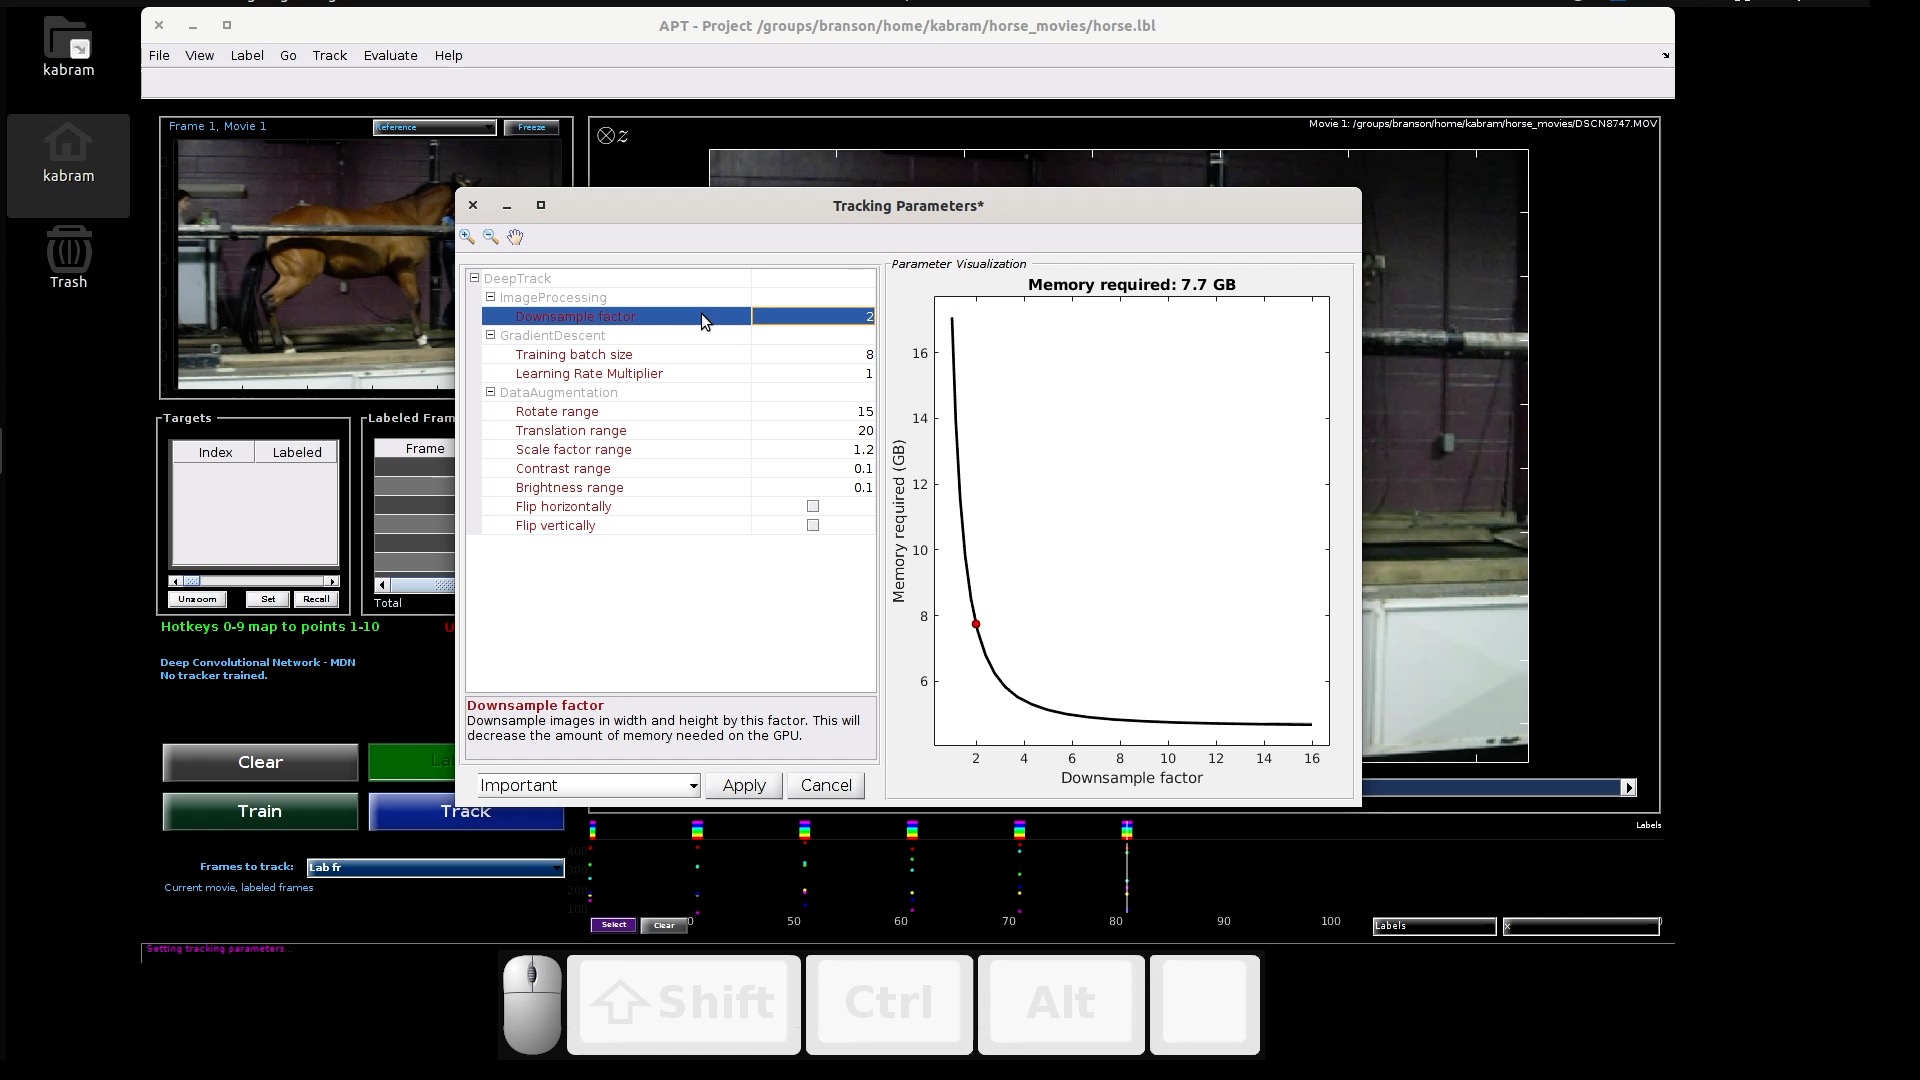 kabram
kabram
Trash
APT - Project /groups/branson/home/kabram/horse_movies/horse.lbl
File View Label Go Track Evaluate Help
Frame 1, Movie 1
Reference
Freeze
z
Movie 1: /groups/branson/home/kabram/horse_movies/DSCN8747.MOV
Targets
Index Labeled
Unzoom Set Recall
Labeled Fram
Frame
Total
Hotkeys 0-9 map to points 1-10
U
Deep Convolutional Network - MDN
No tracker trained.
Clear
La
Train
Track
Frames to track: Lab fr
Current movie, labeled frames
Setting tracking parameters...
Tracking Parameters*
DeepTrack
ImageProcessing
Downsample factor 2
GradientDescent
Training batch size 8
Learning Rate Multiplier 1
DataAugmentation
Rotate range 15
Translation range 20
Scale factor range 1.2
Contrast range 0.1
Brightness range 0.1
Flip horizontally
Flip vertically
Downsample factor
Downsample images in width and height by this factor. This will
decrease the amount of memory needed on the GPU.
Important
Apply
Cancel
Parameter Visualization
Memory required: 7.7 GB
Memory required (GB)
16
14
12
10
8
6
2 4 6 8 10 12 14 16
Downsample factor
Labels
400
300
200
100
Select Clear 0 50 60 70 80 90 100
Labels
x
Shift
Ctrl
Alt